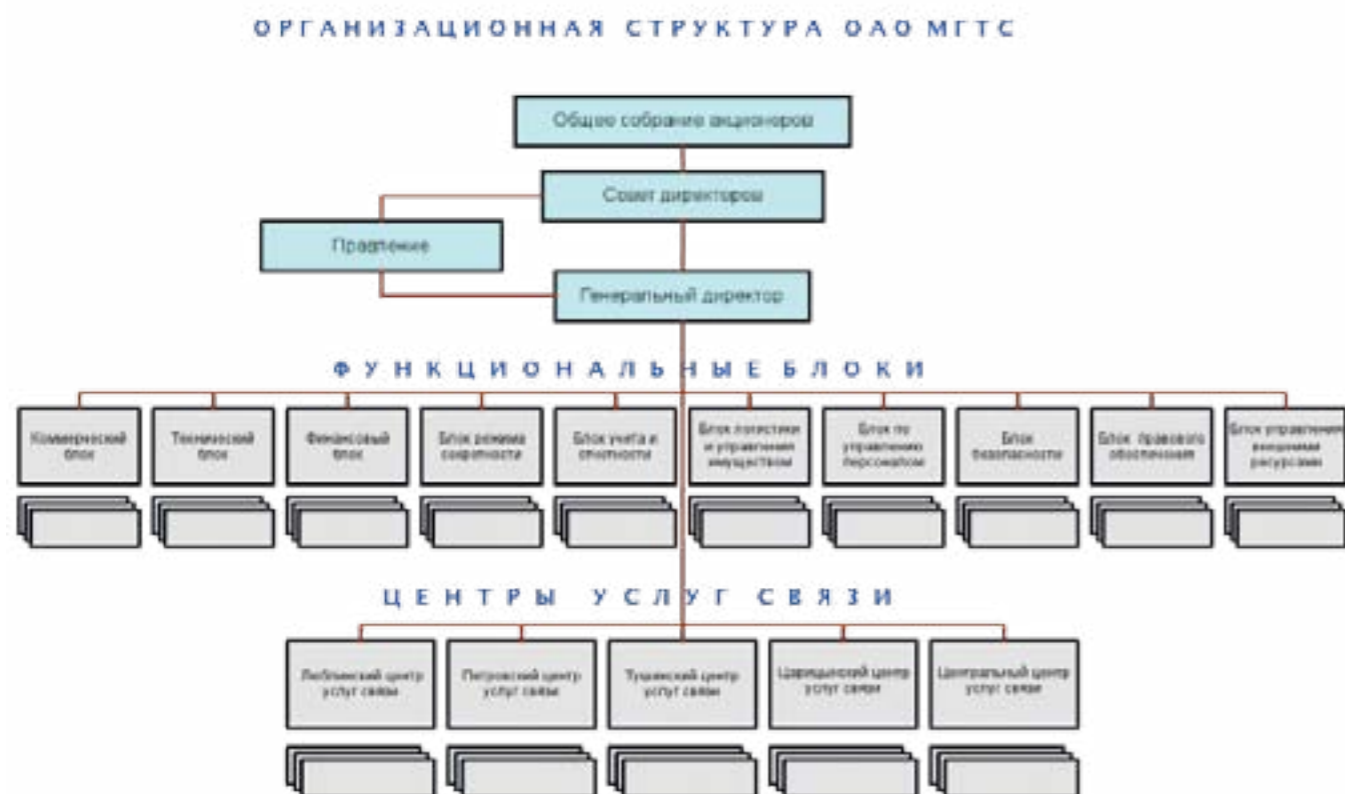 ОРГАНИЗАЦИОННАЯ СТРУКТУРА ОАО МГТС
Общее собрание акционеров
Совет директоров
Правление
Генеральный директор
ФУНКЦИОНАЛЬНЫЕ БЛОКИ
Коммерческий
блок
Технический
блок
Финансовый
блок
Блок режима
секретности
Блок учета и
отчетности
Блок логистики
и управления
имуществом
Блок по
управлению
персоналом
Блок
безопасности
Блок правового
обеспечения
Блок управления
внешними
ресурсами
ЦЕНТРЫ УСЛУГ СВЯЗИ
Люблинский центр
услуг связи
Петровский центр
услуг связи
Тушинский центр
услуг связи
Царицынский центр
услуг связи
Центральный центр
услуг связи